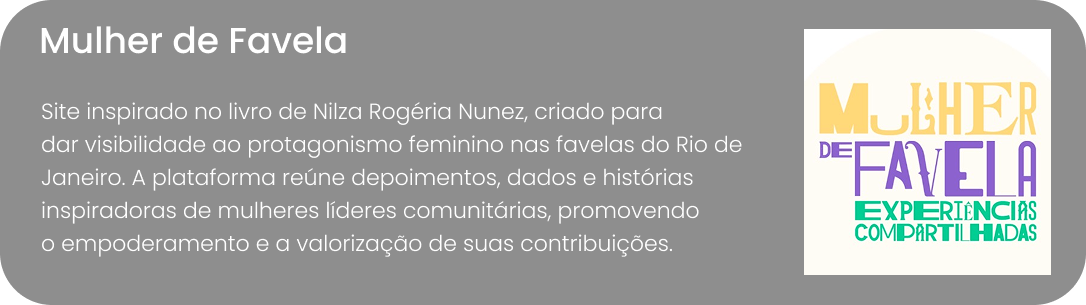 Mulher de Favela
Site inspirado no livro de Nilza Rogéria Nunez, criado para
dar visibilidade ao protagonismo feminino nas favelas do Rio de
Janeiro. A plataforma reúne depoimentos, dados e histórias
inspiradoras de mulheres líderes comunitárias, promovendo
o empoderamento e a valorização de suas contribuições.
MULHER
DE FAVELA
EXPERIÊNCIAS
COMPARTILHADAS